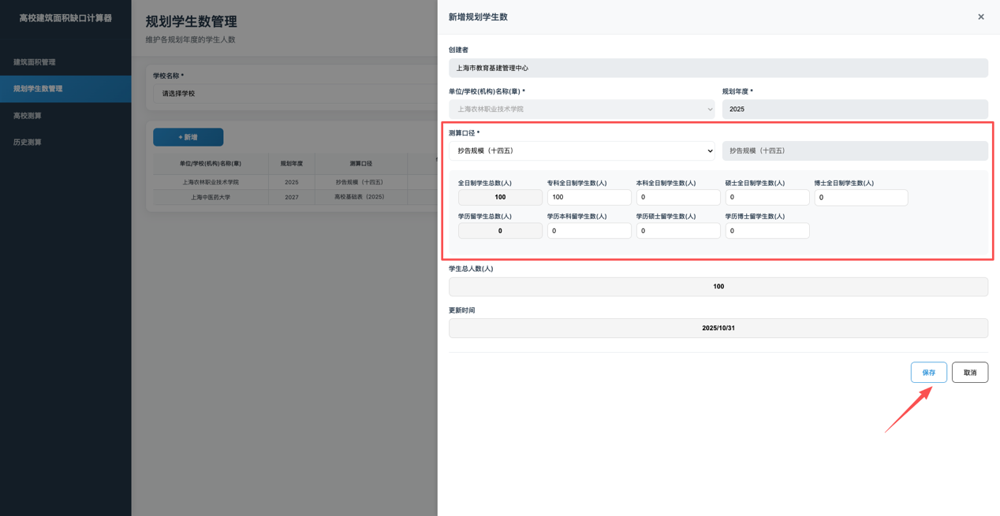 高校建筑面积缺口计算器
建筑面积管理
规划学生数管理
高校测算
历史测算
规划学生数管理
维护各规划年度的学生人数
学校名称 *
请选择学校
+ 新增
单位/学校(机构)名称(章) 规划年度 测算口径
上海农林职业技术学院 2025 抄告规模（十四五）
上海中医药大学 2027 高校基础表（2025）
新增规划学生数 ×
创建者
上海市教育基建管理中心
单位/学校(机构)名称(章) * 规划年度 *
上海农林职业技术学院 2025
测算口径 *
抄告规模（十四五） 抄告规模（十四五）
全日制学生总数(人) 专科全日制学生数(人) 本科全日制学生数(人) 硕士全日制学生数(人) 博士全日制学生数(人)
100 100 0 0 0
学历留学生总数(人) 学历本科留学生数(人) 学历硕士留学生数(人) 学历博士留学生数(人)
0 0 0 0
学生总人数(人)
100
更新时间
2025/10/31
保存 取消